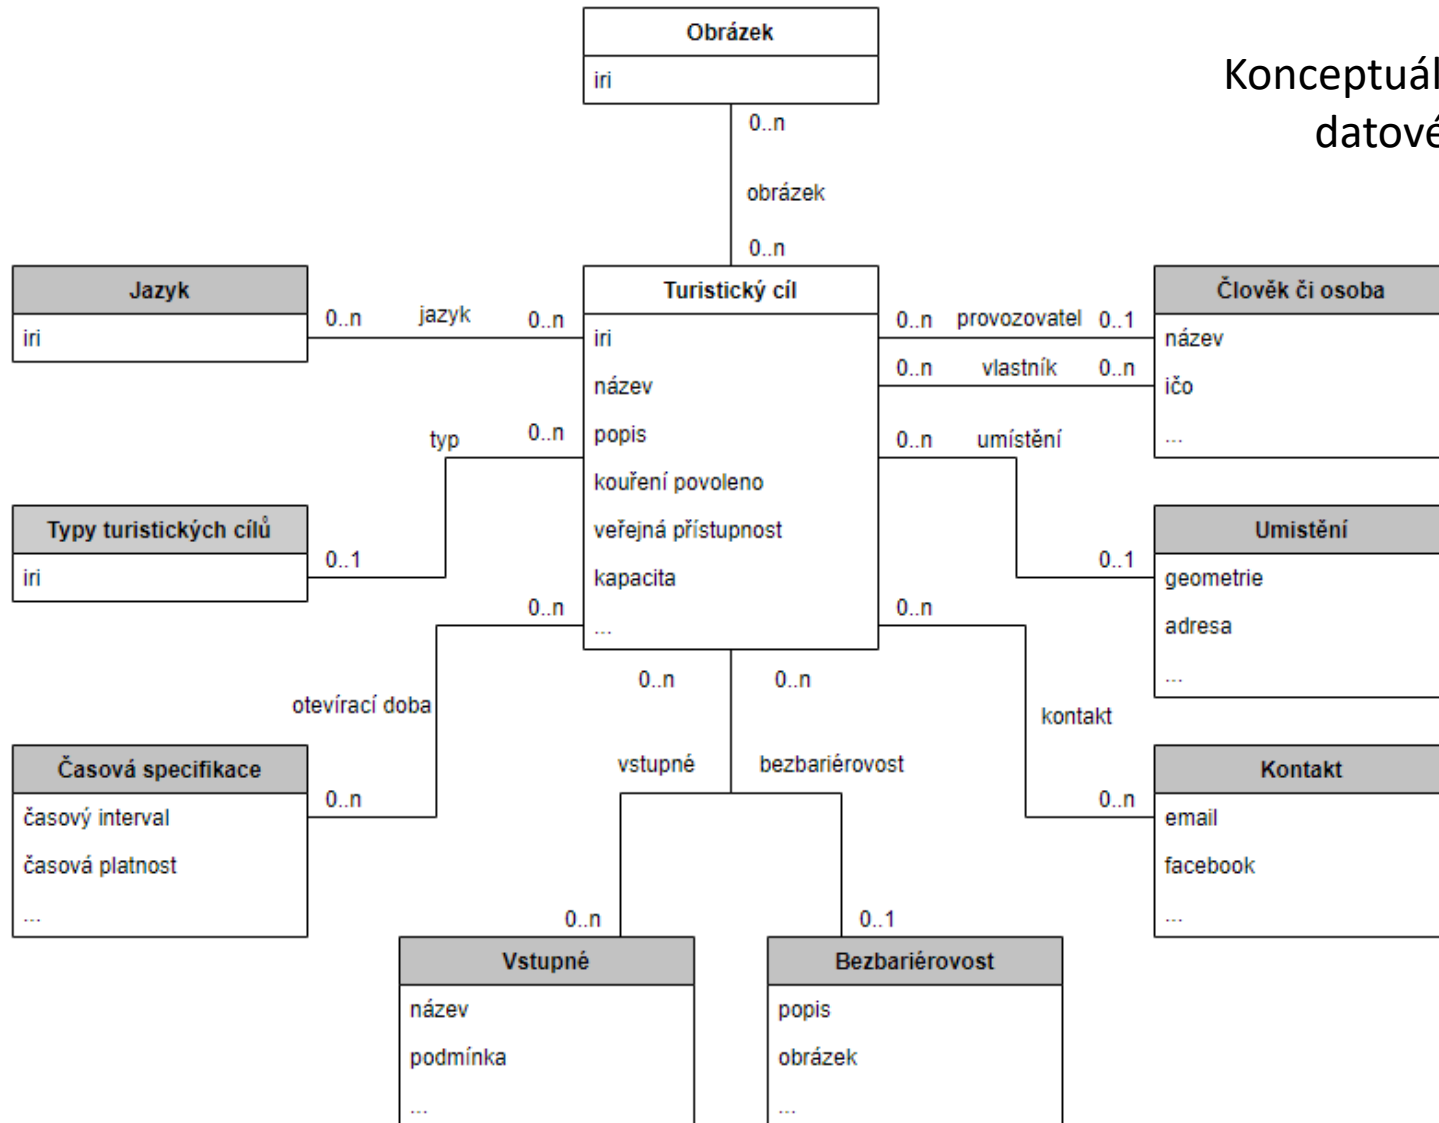 Obrázek
iri
Konceptuál
datové
0..n
obrázek
0..n
Jazyk
iri
0..n
jazyk
0..n
Turistický cíl
iri
název
popis
kouření povoleno
veřejná přístupnost
kapacita
...
0..n
provozovatel
0..1
0..n
vlastník
0..n
Člověk či osoba
název
ičo
...
typ
0..n
0..n
umístění
Typy turistických cílů
iri
0..1
0..1
Umistění
geometrie
adresa
...
0..n
0..n
otevírací doba
0..n
0..n
kontakt
Časová specifikace
časový interval
časová platnost
...
0..n
vstupné
bezbariérovost
0..n
Kontakt
email
facebook
...
0..n
0..1
Vstupné
název
podmínka
...
Bezbariérovost
popis
obrázek
...